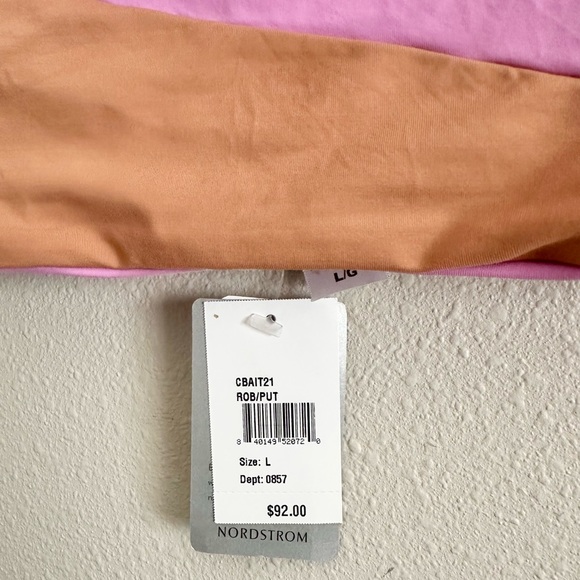 L/G
CBAIT21
ROB/PUT
8 40149 52072 0
Size: L
Dept: 0857
$92.00
NORDSTROM